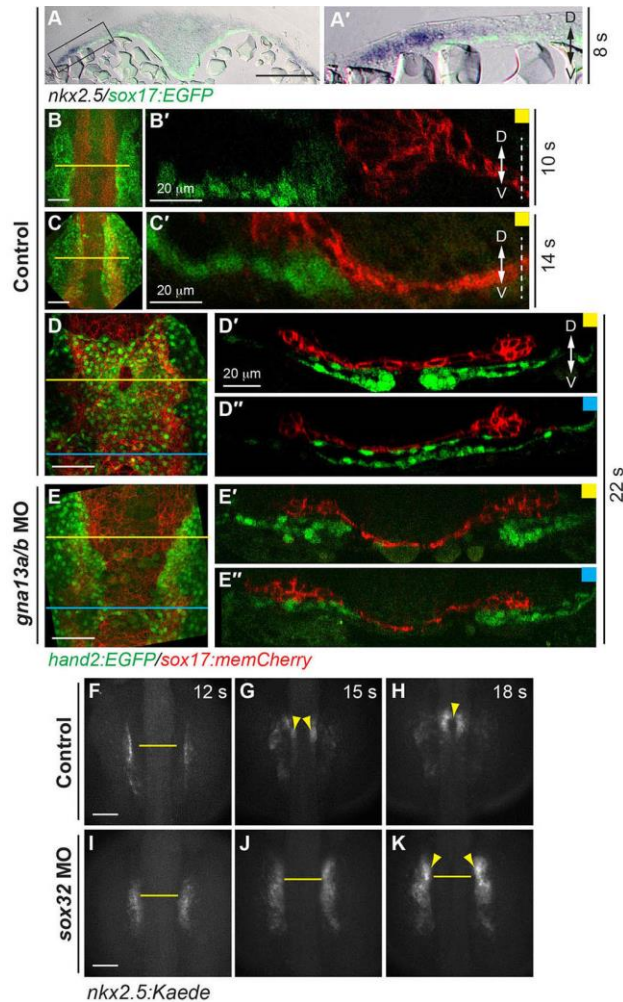 A
A′
D
V
8 s
nkx2.5/sox17:EGFP
Control
B
B′
D
V
20 μm
10 s
C
C′
D
V
20 μm
14 s
D
D′
D
V
20 μm
D″
22 s
gna13a/b MO
E
E′
E″
hand2:EGFP/sox17:memCherry
Control
F
12 s
G
15 s
H
18 s
sox32 MO
I
J
K
nkx2.5:Kaede